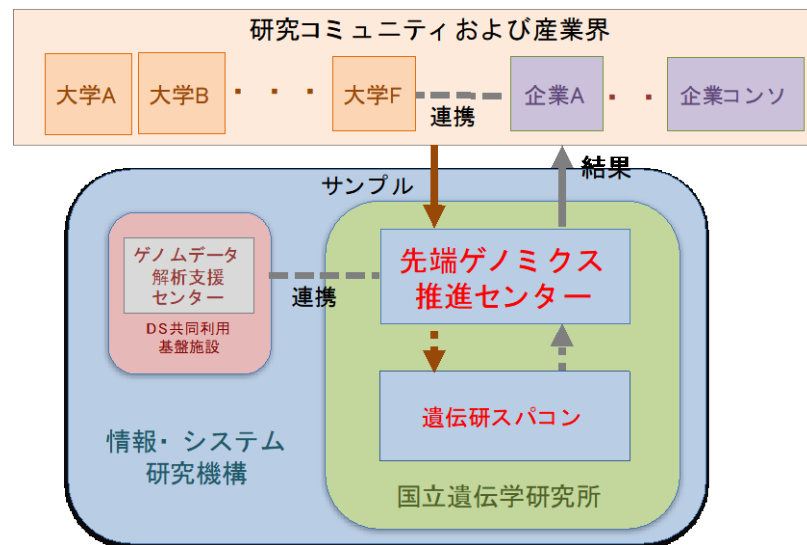 研究コミュニティおよび産業界
大学A
大学B
・ ・ ・
大学F
連携
企業A
・ ・
企業コンソ
サンプル
結果
ゲノムデータ
解析支援
センター
DS共同利用
基盤施設
連携
先端ゲノミクス
推進センター
遺伝研スパコン
情報・システム
研究機構
国立遺伝学研究所